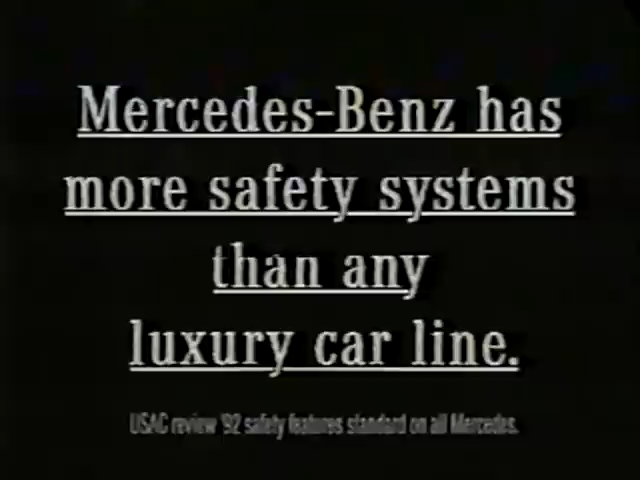 Mercedes-Benz has
more safety systems
than any
luxury car line.
USAC review '92 safety features standard on all Mercedes.